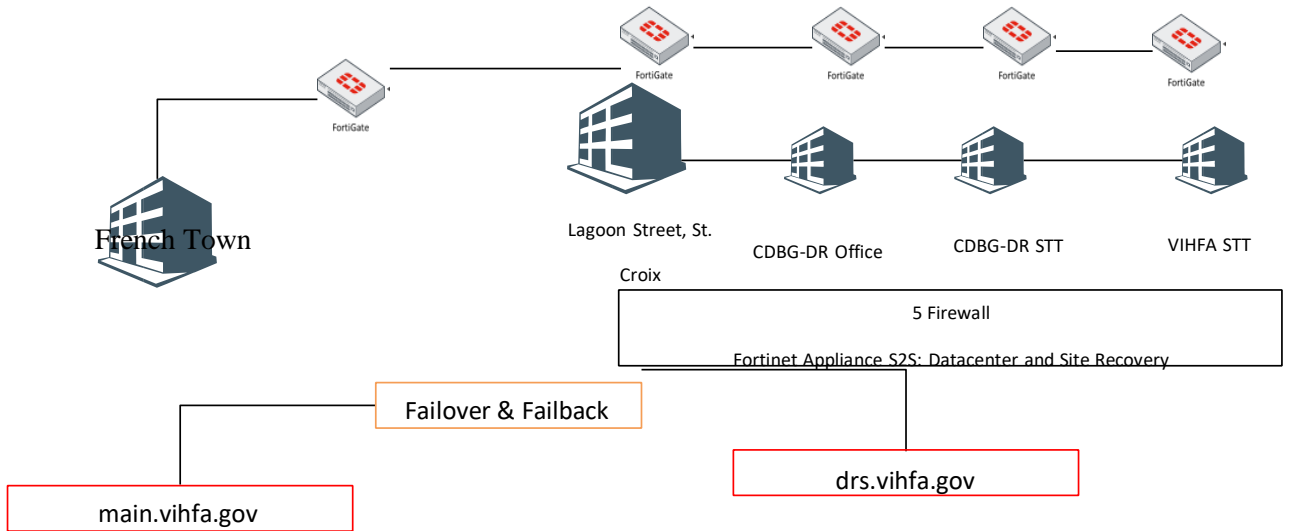 FortiGate
FortiGate
FortiGate
FortiGate
FortiGate
French Town
Lagoon Street, St.
Croix
CDBG-DR Office
CDBG-DR STT
VIHFA STT
5 Firewall
Fortinet Appliance S2S: Datacenter and Site Recovery
Failover & Failback
drs.vihfa.gov
main.vihfa.gov